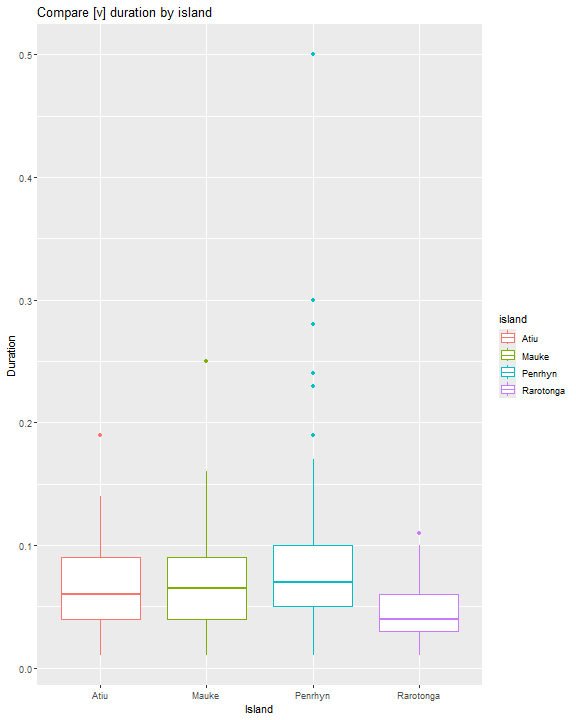 Compare [v] duration by island
Duration
0.5
0.4
0.3
0.2
0.1
0.0
Atiu Mauke Penrhyn Rarotonga
Island
island
Atiu
Mauke
Penrhyn
Rarotonga